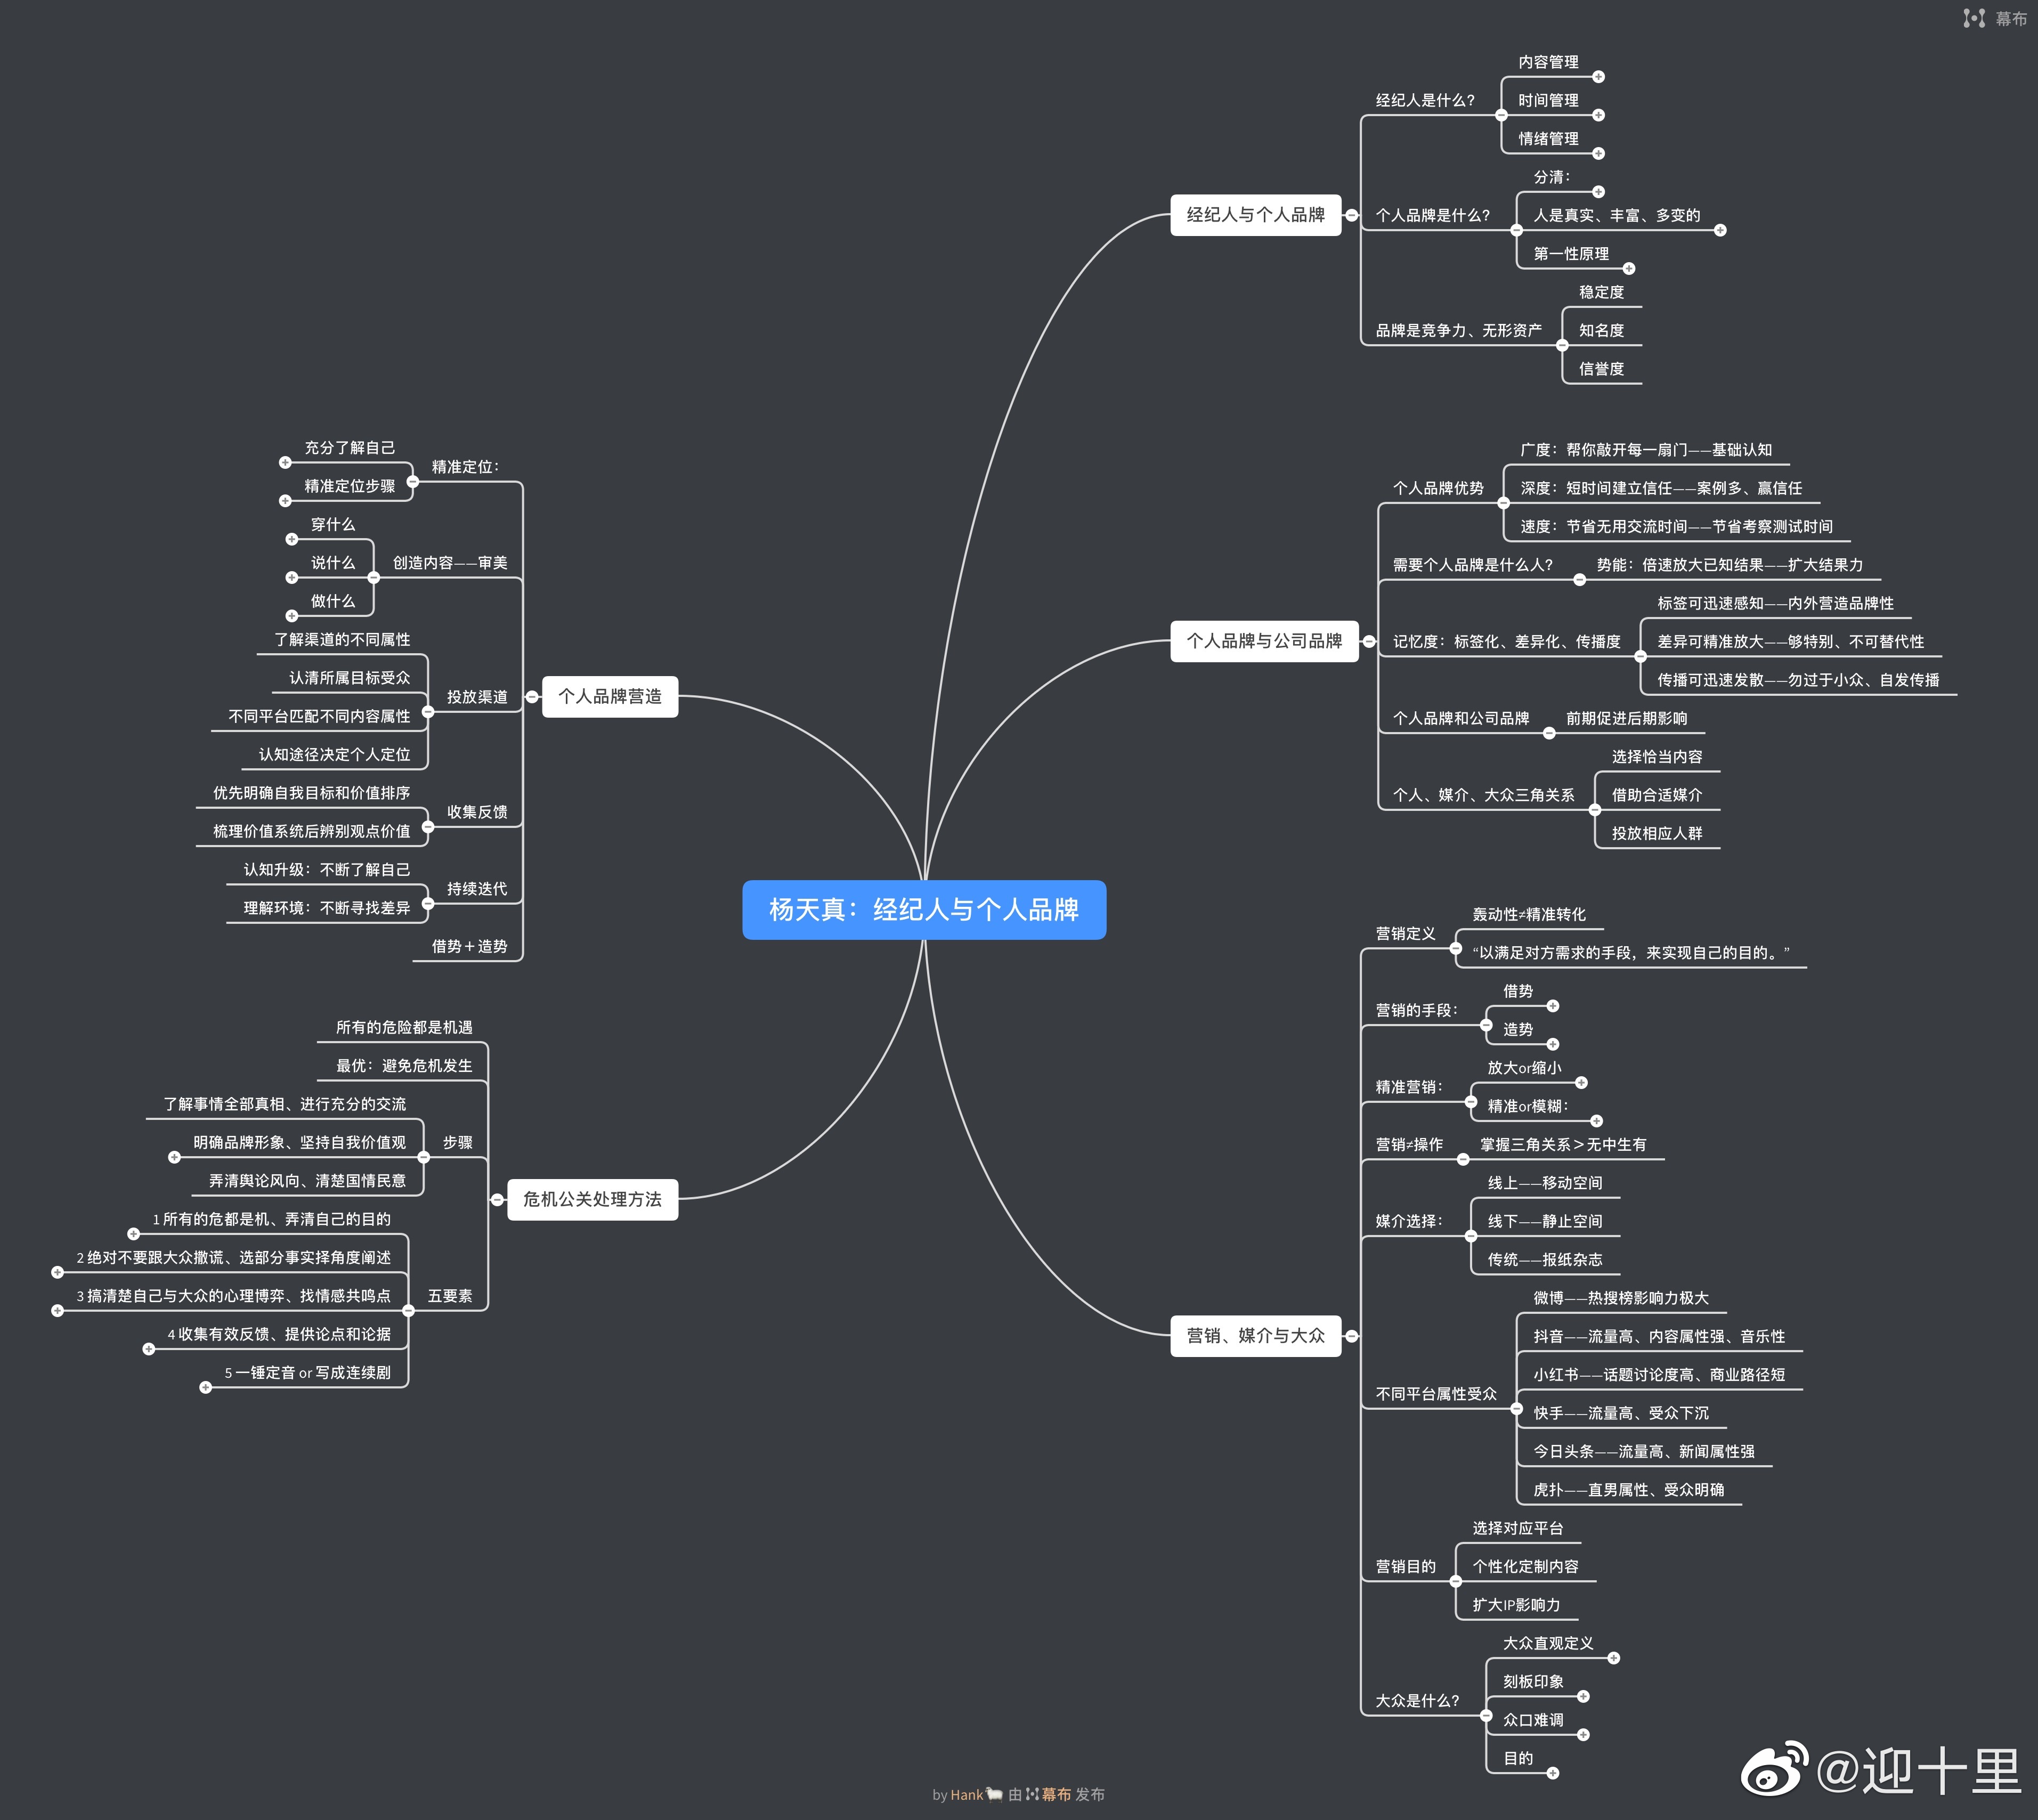 幕布
杨天真：经纪人与个人品牌
经纪人与个人品牌
经纪人是什么？
内容管理
时间管理
情绪管理
个人品牌是什么？
分清：
人是真实、丰富、多变的
第一性原理
品牌是竞争力、无形资产
稳定度
知名度
信誉度
个人品牌与公司品牌
个人品牌优势
广度：帮你敲开每一扇门——基础认知
深度：短时间建立信任——案例多、赢信任
速度：节省无用交流时间——节省考察测试时间
需要个人品牌是什么人？
势能：倍速放大已知结果——扩大结果力
记忆度：标签化、差异化、传播度
标签可迅速感知——内外营造品牌性
差异可精准放大——够特别、不可替代性
传播可迅速发散——勿过于小众、自发传播
个人品牌和公司品牌
前期促进后期影响
个人、媒介、大众三角关系
选择恰当内容
借助合适媒介
投放相应人群
营销、媒介与大众
营销定义
轰动性≠精准转化
“以满足对方需求的手段，来实现自己的目的。”
营销的手段：
借势
造势
精准营销：
放大or缩小
精准or模糊：
营销≠操作
掌握三角关系＞无中生有
媒介选择：
线上——移动空间
线下——静止空间
传统——报纸杂志
不同平台属性受众
微博——热搜榜影响力极大
抖音——流量高、内容属性强、音乐性
小红书——话题讨论度高、商业路径短
快手——流量高、受众下沉
今日头条——流量高、新闻属性强
虎扑——直男属性、受众明确
营销目的
选择对应平台
个性化定制内容
扩大IP影响力
大众是什么？
大众直观定义
刻板印象
众口难调
目的
个人品牌营造
精准定位：
充分了解自己
精准定位步骤
创造内容——审美
穿什么
说什么
做什么
投放渠道
了解渠道的不同属性
认清所属目标受众
不同平台匹配不同内容属性
认知途径决定个人定位
收集反馈
优先明确自我目标和价值排序
梳理价值系统后辨别观点价值
持续迭代
认知升级：不断了解自己
理解环境：不断寻找差异
借势＋造势
危机公关处理方法
所有的危险都是机遇
最优：避免危机发生
步骤
了解事情全部真相、进行充分的交流
明确品牌形象、坚持自我价值观
弄清舆论风向、清楚国情民意
五要素
1 所有的危都是机、弄清自己的目的
2 绝对不要跟大众撒谎、选部分事实择角度阐述
3 搞清楚自己与大众的心理博弈、找情感共鸣点
4 收集有效反馈、提供论点和论据
5 一锤定音 or 写成连续剧
by Hank🐑 由 幕布 发布
@迎十里